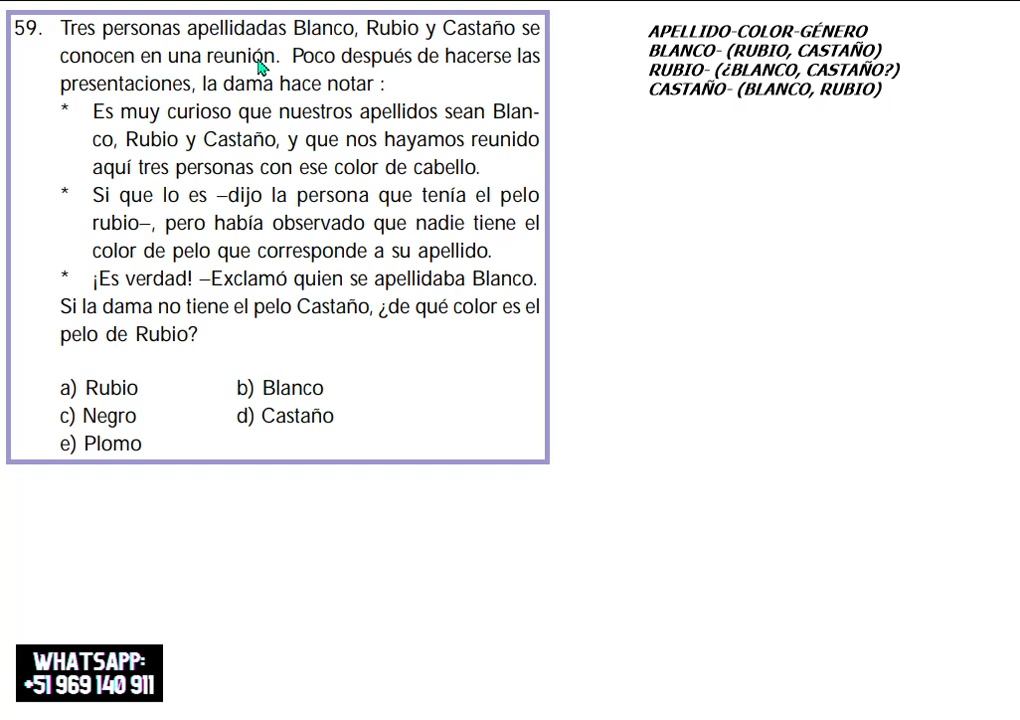 59. Tres personas apellidadas Blanco, Rubio y Castaño se
conocen en una reunión. Poco después de hacerse las
presentaciones, la dama hace notar :
* Es muy curioso que nuestros apellidos sean Blan-
co, Rubio y Castaño, y que nos hayamos reunido
aquí tres personas con ese color de cabello.
* Si que lo es –dijo la persona que tenía el pelo
rubio–, pero había observado que nadie tiene el
color de pelo que corresponde a su apellido.
* ¡Es verdad! –Exclamó quien se apellidaba Blanco.
Si la dama no tiene el pelo Castaño, ¿de qué color es el
pelo de Rubio?
a) Rubio b) Blanco
c) Negro d) Castaño
e) Plomo
APELLIDO-COLOR-GÉNERO
BLANCO- (RUBIO, CASTAÑO)
RUBIO- (¿BLANCO, CASTAÑO?)
CASTAÑO- (BLANCO, RUBIO)
WHATSAPP:
+51 969 140 911